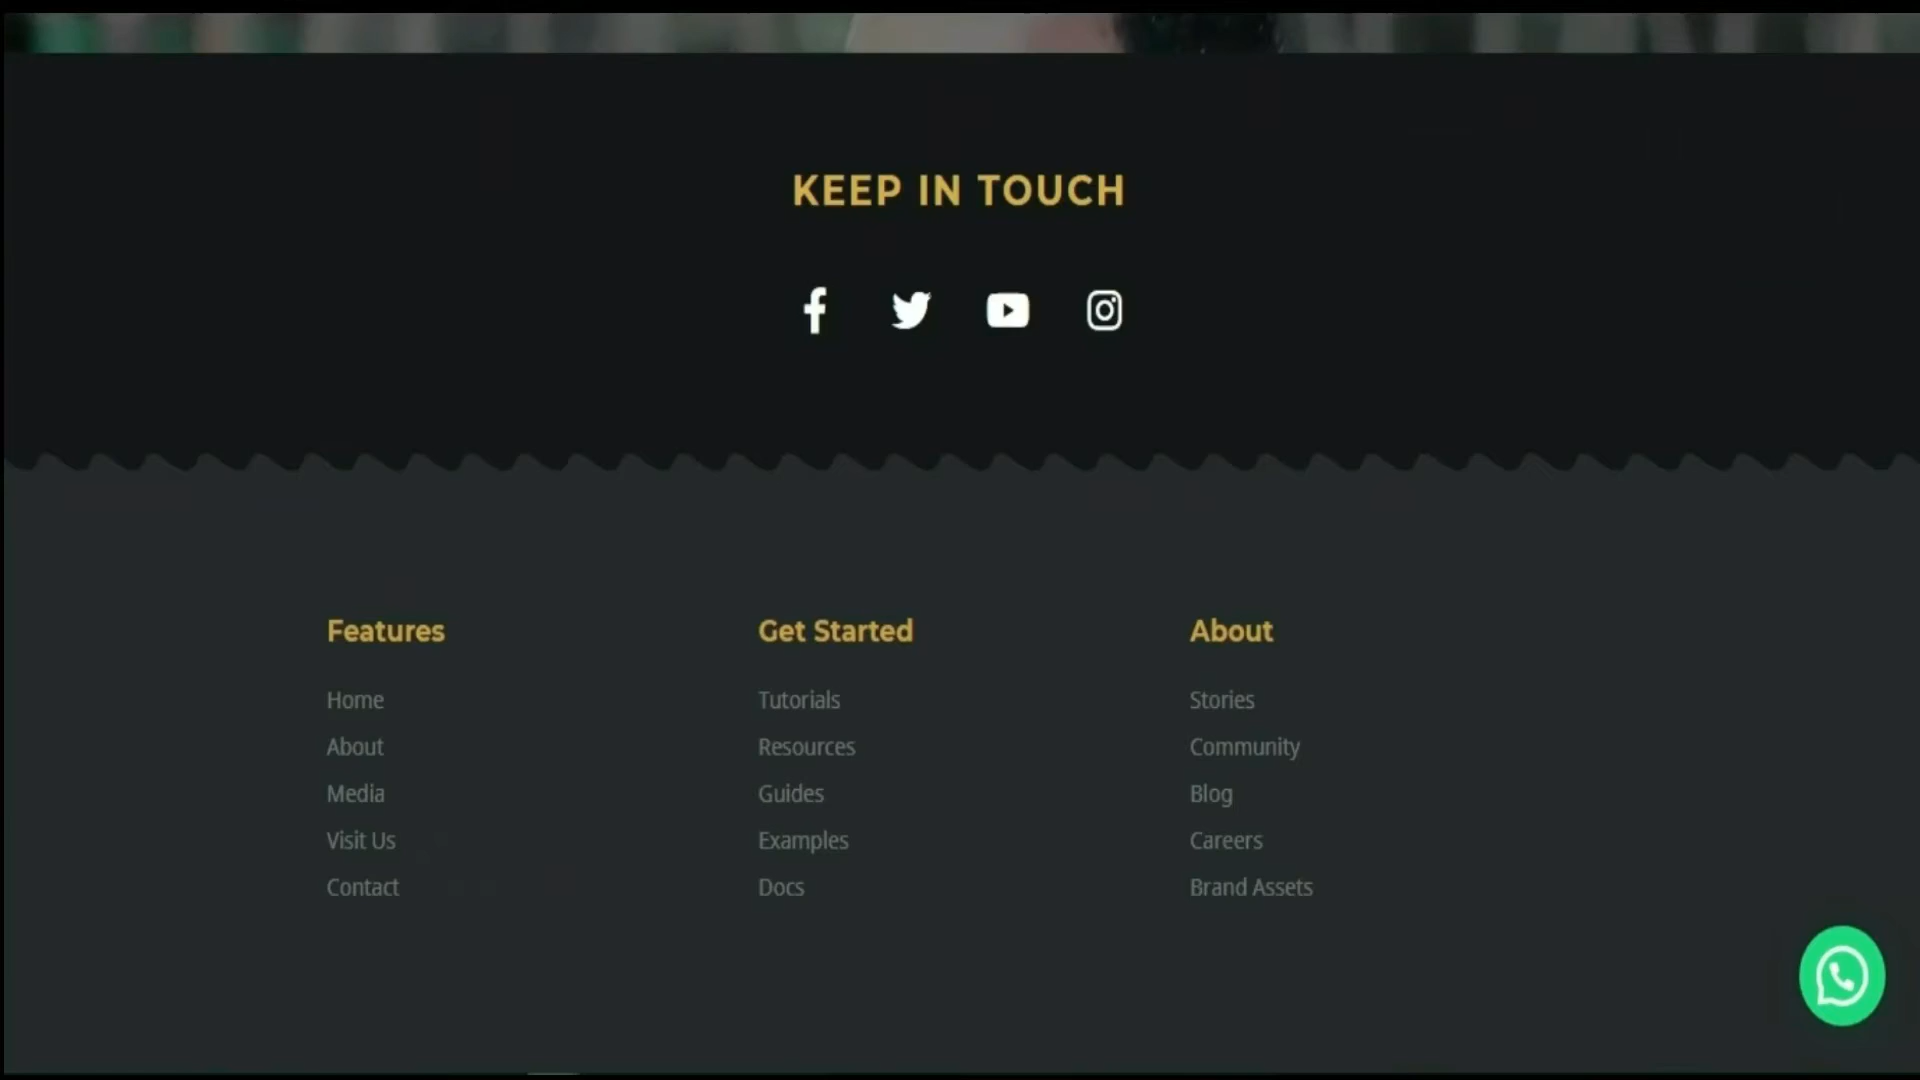 KEEP IN TOUCH
Features
Home
About
Media
Visit Us
Contact
Get Started
Tutorials
Resources
Guides
Examples
Docs
About
Stories
Community
Blog
Careers
Brand Assets